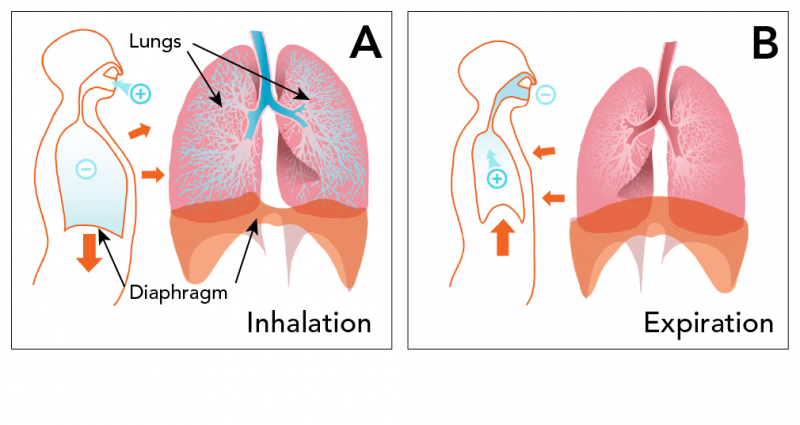 A
Lungs
+
−
Diaphragm
Inhalation
B
−
+
Expiration